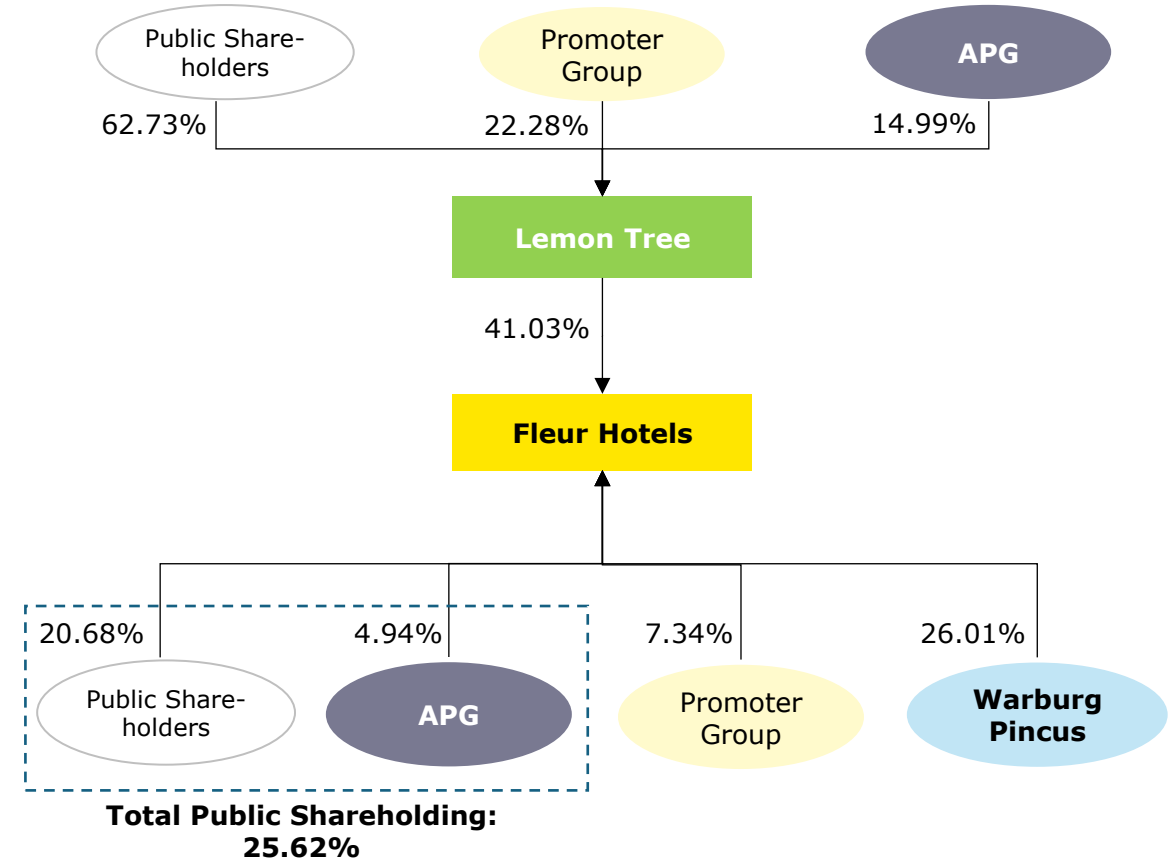 Public Share-
holders
Promoter
Group
APG
62.73%
22.28%
14.99%
Lemon Tree
41.03%
Fleur Hotels
20.68%
4.94%
7.34%
26.01%
Public Share-
holders
APG
Promoter
Group
Warburg
Pincus
Total Public Shareholding:
25.62%